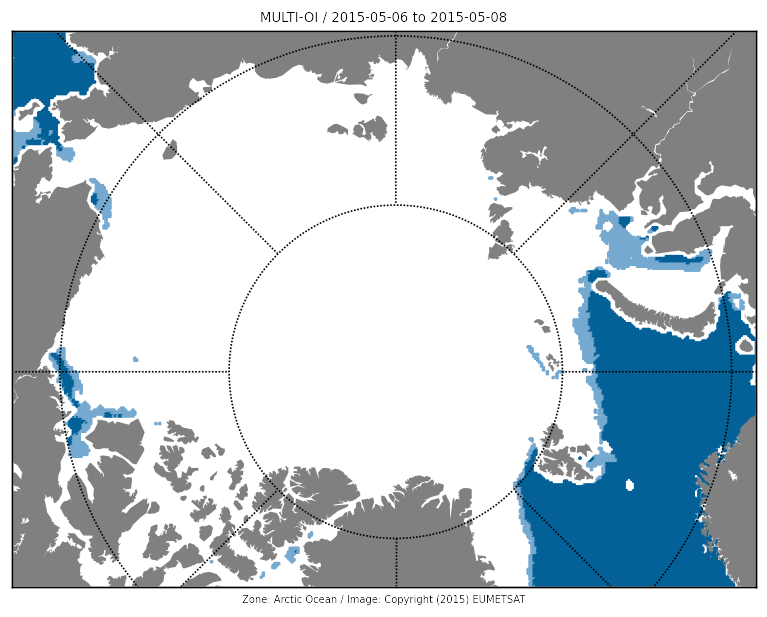 MULTI-OI / 2015-05-06 to 2015-05-08
Zone: Arctic Ocean / Image: Copyright (2015) EUMETSAT